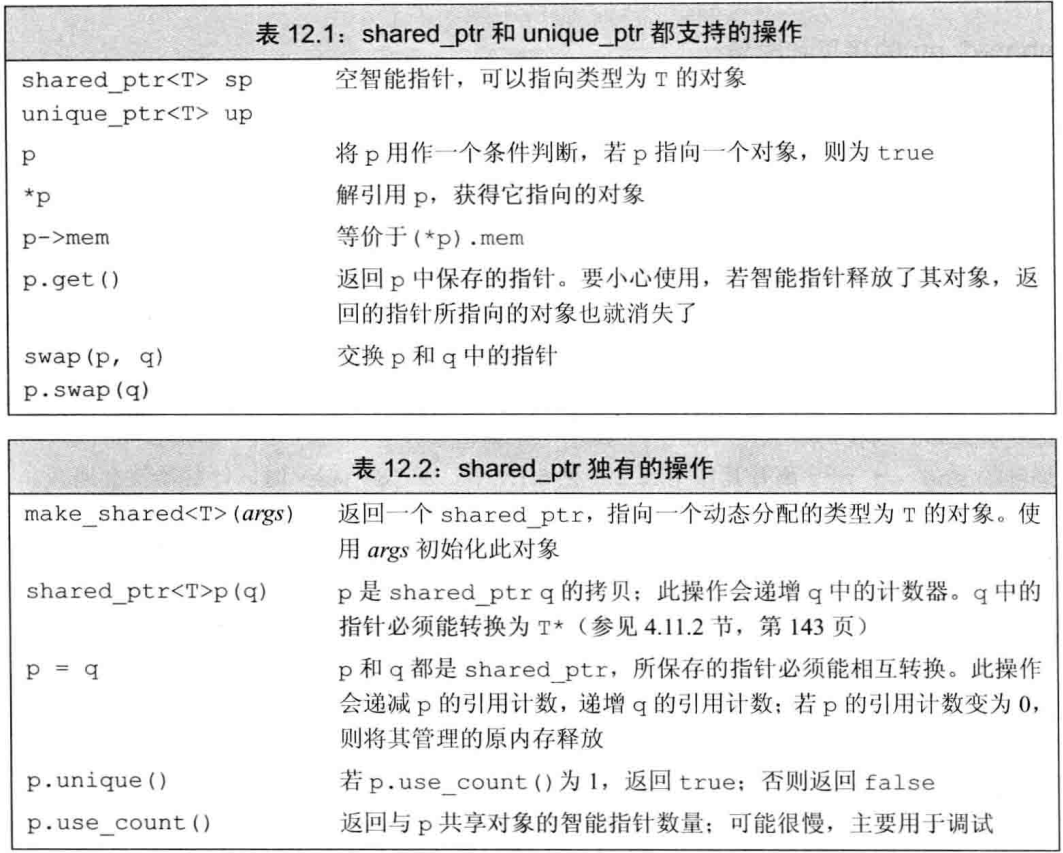 表 12.1：shared_ptr 和 unique_ptr 都支持的操作
shared_ptr<T> sp 空智能指针，可以指向类型为 T 的对象
unique_ptr<T> up
p 将 p 用作一个条件判断，若 p 指向一个对象，则为 true
*p 解引用 p，获得它指向的对象
p->mem 等价于(*p).mem
p.get() 返回 p 中保存的指针。要小心使用，若智能指针释放了其对象，返
回的指针所指向的对象也就消失了
swap(p, q) 交换 p 和 q 中的指针
p.swap(q)
表 12.2：shared_ptr 独有的操作
make_shared<T>(args) 返回一个 shared_ptr，指向一个动态分配的类型为 T 的对象。使
用 args 初始化此对象
shared_ptr<T>p(q) p 是 shared_ptr q 的拷贝；此操作会递增 q 中的计数器。q 中的
指针必须能转换为 T*（参见 4.11.2 节，第 143 页）
p = q p 和 q 都是 shared_ptr，所保存的指针必须能相互转换。此操作
会递减 p 的引用计数，递增 q 的引用计数；若 p 的引用计数变为 0，
则将其管理的原内存释放
p.unique() 若 p.use_count()为 1，返回 true；否则返回 false
p.use_count() 返回与 p 共享对象的智能指针数量；可能很慢，主要用于调试